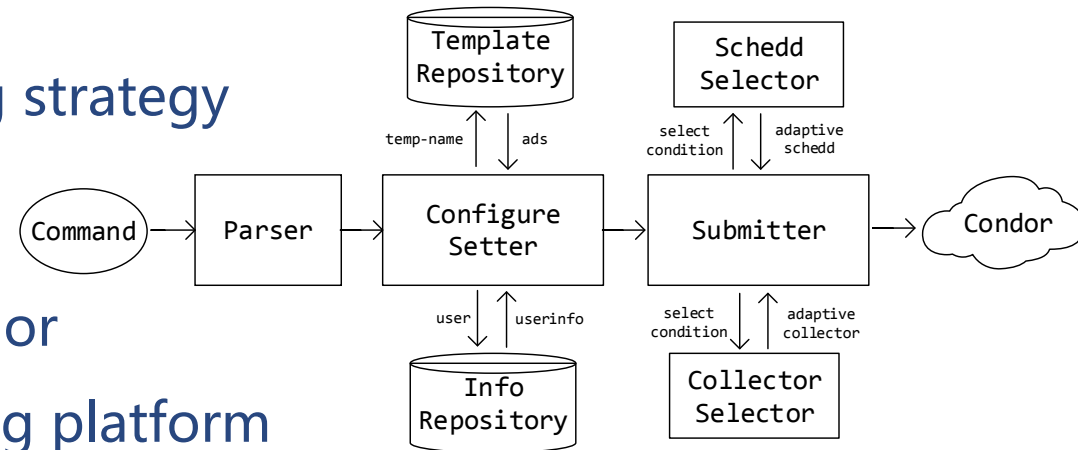 g strategy
or
g platform
Template
Repository
Schedd
Selector
temp-name
ads
select
condition
adaptive
schedd
Command
Parser
Configure
Setter
Submitter
Condor
user
userinfo
select
condition
adaptive
collector
Info
Repository
Collector
Selector